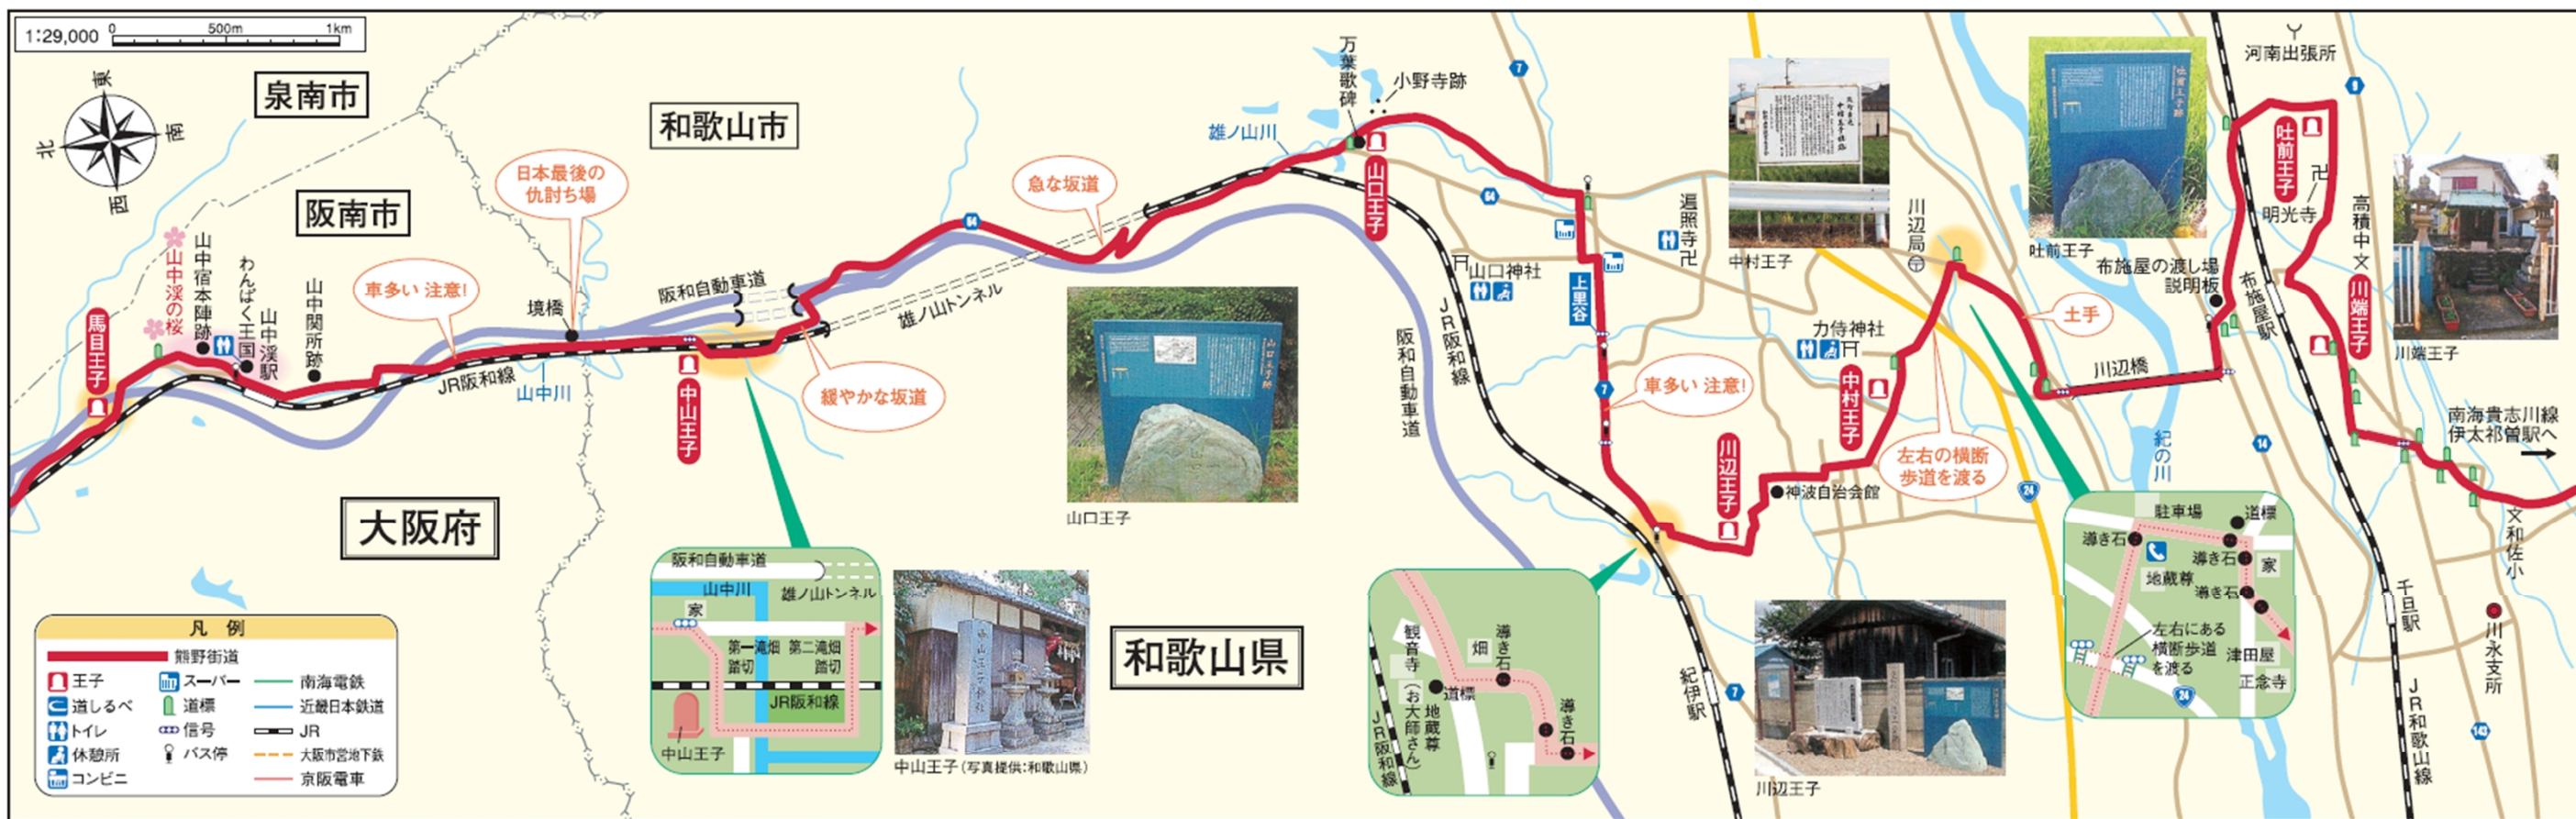 1:29,000
0 500m 1km
東
南
北
西
泉南市
阪南市
和歌山市
大阪府
和歌山県
馬目王子
山中渓の桜
山中宿本陣跡
わんぱく王国
山中渓駅
山中関所跡
車多い 注意!
JR阪和線
山中川
境橋
日本最後の
仇討ち場
阪和自動車道
中山王子
緩やかな坂道
雄ノ山トンネル
64
急な坂道
雄ノ山川
万葉歌碑
小野寺跡
山口王子
7
64
山口神社
遍照寺
上里谷
JR阪和線
阪和自動車道
7
車多い 注意!
川辺王子
神波自治会館
中村王子
力侍神社
左右の横断
歩道を渡る
川辺局
24
土手
川辺橋
紀の川
布施屋の渡し場
説明板
布施屋駅
吐前王子
明光寺
河南出張所
9
高積中
川端王子
14
南海貴志川線
伊太祁曽駅へ
和佐小
千旦駅
川永支所
JR和歌山線
143
紀伊駅
7
山口王子
中村王子
吐前王子
川端王子
川辺王子
中山王子(写真提供:和歌山県)
凡 例
熊野街道
王子
道しるべ
トイレ
休憩所
コンビニ
スーパー
道標
信号
バス停
南海電鉄
近畿日本鉄道
JR
大阪市営地下鉄
京阪電車
阪和自動車道
山中川
雄ノ山トンネル
家
第一滝畑
踏切
第二滝畑
踏切
JR阪和線
中山王子
観音寺
(お大師さん)
地蔵尊
道標
畑
導き石
導き石
JR阪和線
駐車場
道標
導き石
導き石
家
地蔵尊
導き石
左右にある
横断歩道
を渡る
津田屋
正念寺
24